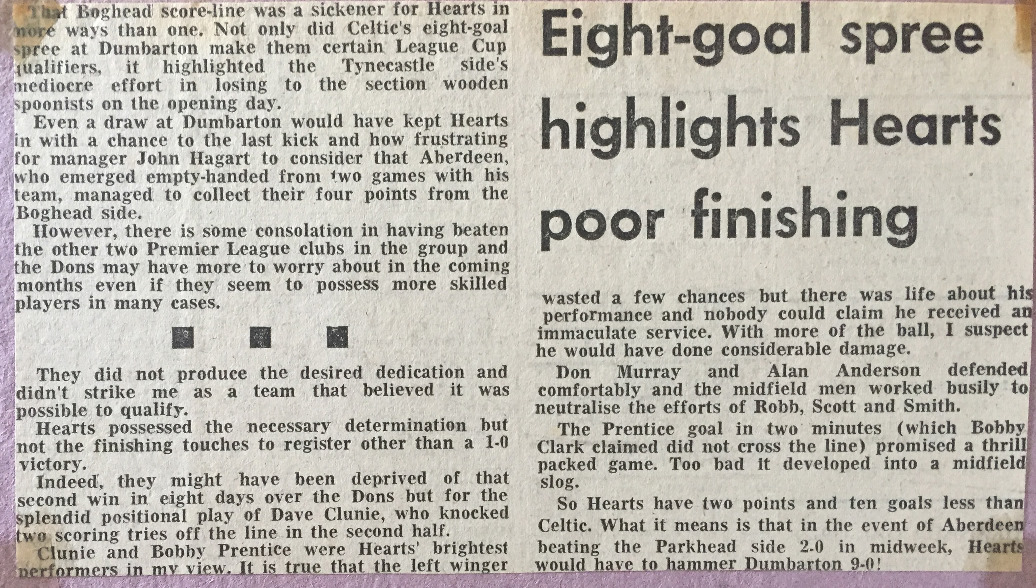 Eight-goal spree
highlights Hearts
poor finishing
That Boghead score-line was a sickener for Hearts in
more ways than one. Not only did Celtic's eight-goal
spree at Dumbarton make them certain League Cup
qualifiers, it highlighted the Tynecastle side's
mediocre effort in losing to the section wooden
spoonists on the opening day.
Even a draw at Dumbarton would have kept Hearts
in with a chance to the last kick and how frustrating
for manager John Hagart to consider that Aberdeen,
who emerged empty-handed from two games with his
team, managed to collect their four points from the
Boghead side.
However, there is some consolation in having beaten
the other two Premier League clubs in the group and
the Dons may have more to worry about in the coming
months even if they seem to possess more skilled
players in many cases.
They did not produce the desired dedication and
didn't strike me as a team that believed it was
possible to qualify.
Hearts possessed the necessary determination but
not the finishing touches to register other than a 1-0
victory.
Indeed, they might have been deprived of that
second win in eight days over the Dons but for the
splendid positional play of Dave Clunie, who knocked
two scoring tries off the line in the second half.
Clunie and Bobby Prentice were Hearts' brightest
performers in my view. It is true that the left winger
wasted a few chances but there was life about his
performance and nobody could claim he received an
immaculate service. With more of the ball, I suspect
he would have done considerable damage.
Don Murray and Alan Anderson defended
comfortably and the midfield men worked busily to
neutralise the efforts of Robb, Scott and Smith.
The Prentice goal in two minutes (which Bobby
Clark claimed did not cross the line) promised a thrill
packed game. Too bad it developed into a midfield
slog.
So Hearts have two points and ten goals less than
Celtic. What it means is that in the event of Aberdeen
beating the Parkhead side 2-0 in midweek, Hearts
would have to hammer Dumbarton 9-0!